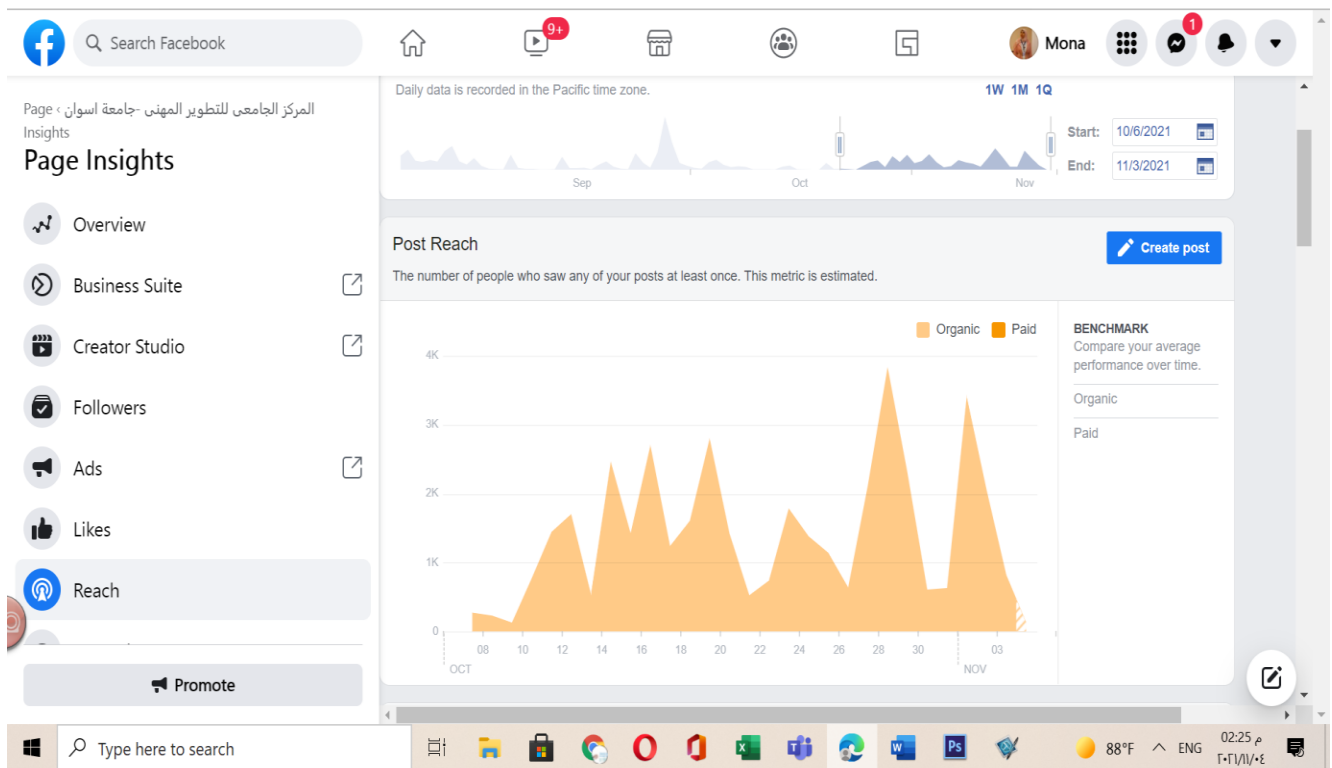 Search Facebook
9+
Mona
1
المركز الجامعى للتطوير المهنى -جامعة اسوان › Page
Insights
Page Insights
Overview
Business Suite
Creator Studio
Followers
Ads
Likes
Reach
Promote
Daily data is recorded in the Pacific time zone.
1W 1M 1Q
Start: 10/6/2021
End: 11/3/2021
Sep Oct Nov
Post Reach
Create post
The number of people who saw any of your posts at least once. This metric is estimated.
Organic Paid
4K
3K
2K
1K
0
08 10 12 14 16 18 20 22 24 26 28 30 03
OCT NOV
BENCHMARK
Compare your average
performance over time.
Organic
Paid
Type here to search
Ps
88°F ENG
02:25 م
٢٠٢١/١١/٠٤